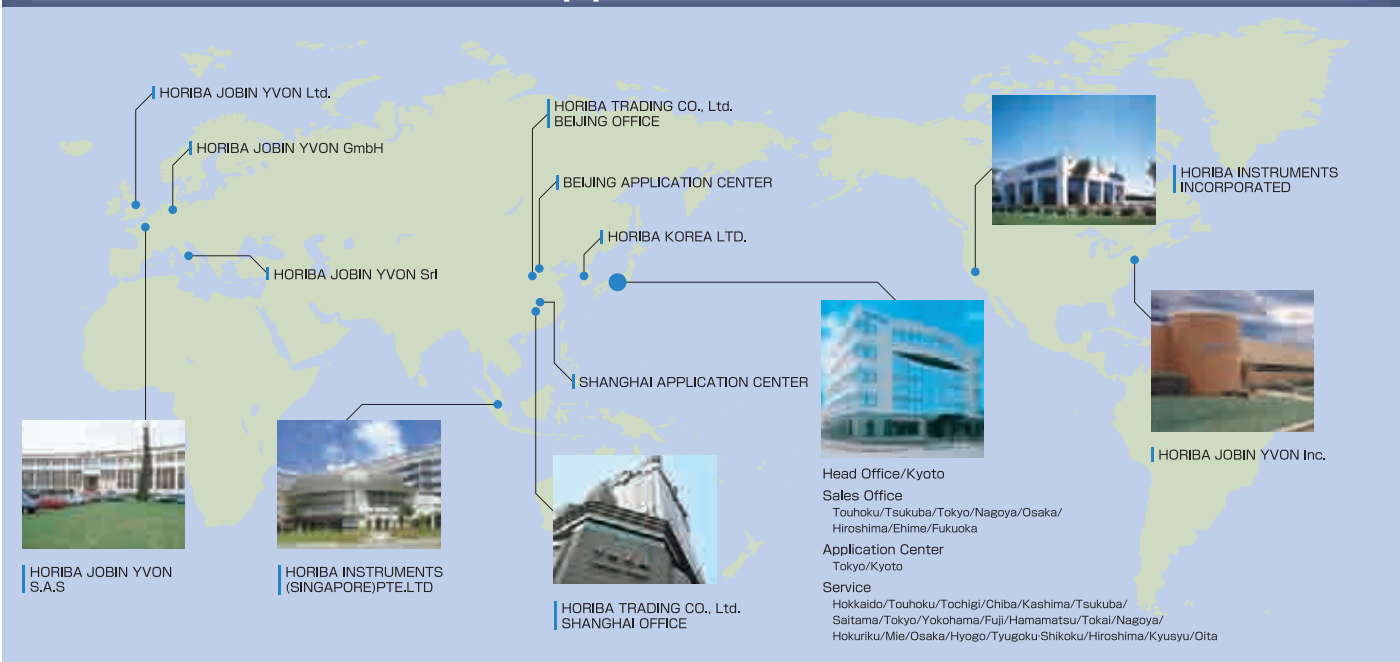 HORIBA JOBIN YVON Ltd.
HORIBA JOBIN YVON GmbH
HORIBA JOBIN YVON Srl
HORIBA TRADING CO., Ltd.
BEIJING OFFICE
BEIJING APPLICATION CENTER
HORIBA KOREA LTD.
SHANGHAI APPLICATION CENTER
HORIBA INSTRUMENTS
INCORPORATED
HORIBA JOBIN YVON Inc.
HORIBA JOBIN YVON
S.A.S
HORIBA INSTRUMENTS
(SINGAPORE)PTE.LTD
HORIBA TRADING CO., Ltd.
SHANGHAI OFFICE
Head Office/Kyoto
Sales Office
Touhoku/Tsukuba/Tokyo/Nagoya/Osaka/
Hiroshima/Ehime/Fukuoka
Application Center
Tokyo/Kyoto
Service
Hokkaido/Touhoku/Tochigi/Chiba/Kashima/Tsukuba/
Saitama/Tokyo/Yokohama/Fuji/Hamamatsu/Tokai/Nagoya/
Hokuriku/Mie/Osaka/Hyogo/Tyugoku·Shikoku/Hiroshima/Kyusyu/Oita